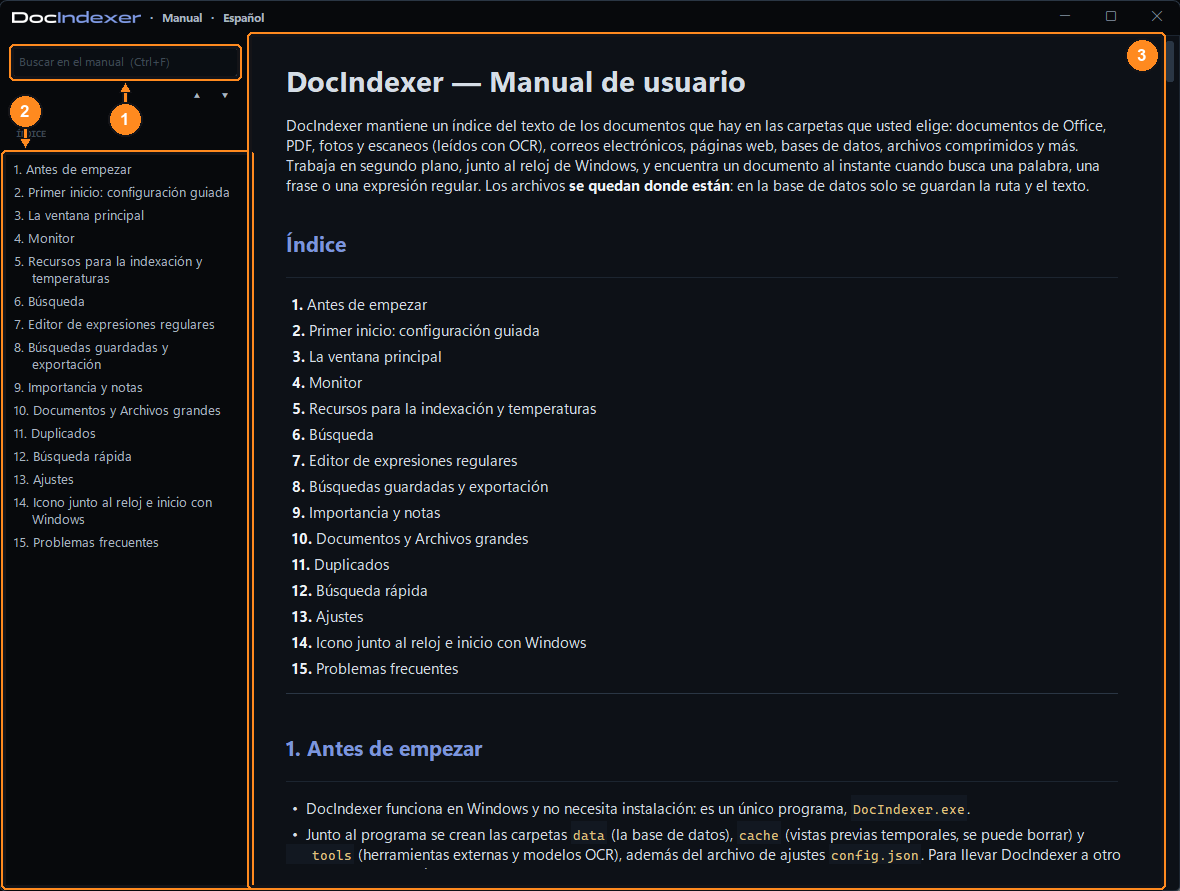 DocIndexer · Manual · Español
Buscar en el manual (Ctrl+F)
1
2
ÍNDICE
1. Antes de empezar
2. Primer inicio: configuración guiada
3. La ventana principal
4. Monitor
5. Recursos para la indexación y
temperaturas
6. Búsqueda
7. Editor de expresiones regulares
8. Búsquedas guardadas y
exportación
9. Importancia y notas
10. Documentos y Archivos grandes
11. Duplicados
12. Búsqueda rápida
13. Ajustes
14. Icono junto al reloj e inicio con
Windows
15. Problemas frecuentes
3
DocIndexer — Manual de usuario
DocIndexer mantiene un índice del texto de los documentos que hay en las carpetas que usted elige: documentos de Office,
PDF, fotos y escaneos (leídos con OCR), correos electrónicos, páginas web, bases de datos, archivos comprimidos y más.
Trabaja en segundo plano, junto al reloj de Windows, y encuentra un documento al instante cuando busca una palabra, una
frase o una expresión regular. Los archivos se quedan donde están: en la base de datos solo se guardan la ruta y el texto.
Índice
1. Antes de empezar
2. Primer inicio: configuración guiada
3. La ventana principal
4. Monitor
5. Recursos para la indexación y temperaturas
6. Búsqueda
7. Editor de expresiones regulares
8. Búsquedas guardadas y exportación
9. Importancia y notas
10. Documentos y Archivos grandes
11. Duplicados
12. Búsqueda rápida
13. Ajustes
14. Icono junto al reloj e inicio con Windows
15. Problemas frecuentes
1. Antes de empezar
• DocIndexer funciona en Windows y no necesita instalación: es un único programa, DocIndexer.exe.
• Junto al programa se crean las carpetas data (la base de datos), cache (vistas previas temporales, se puede borrar) y
tools (herramientas externas y modelos OCR), además del archivo de ajustes config.json. Para llevar DocIndexer a otro